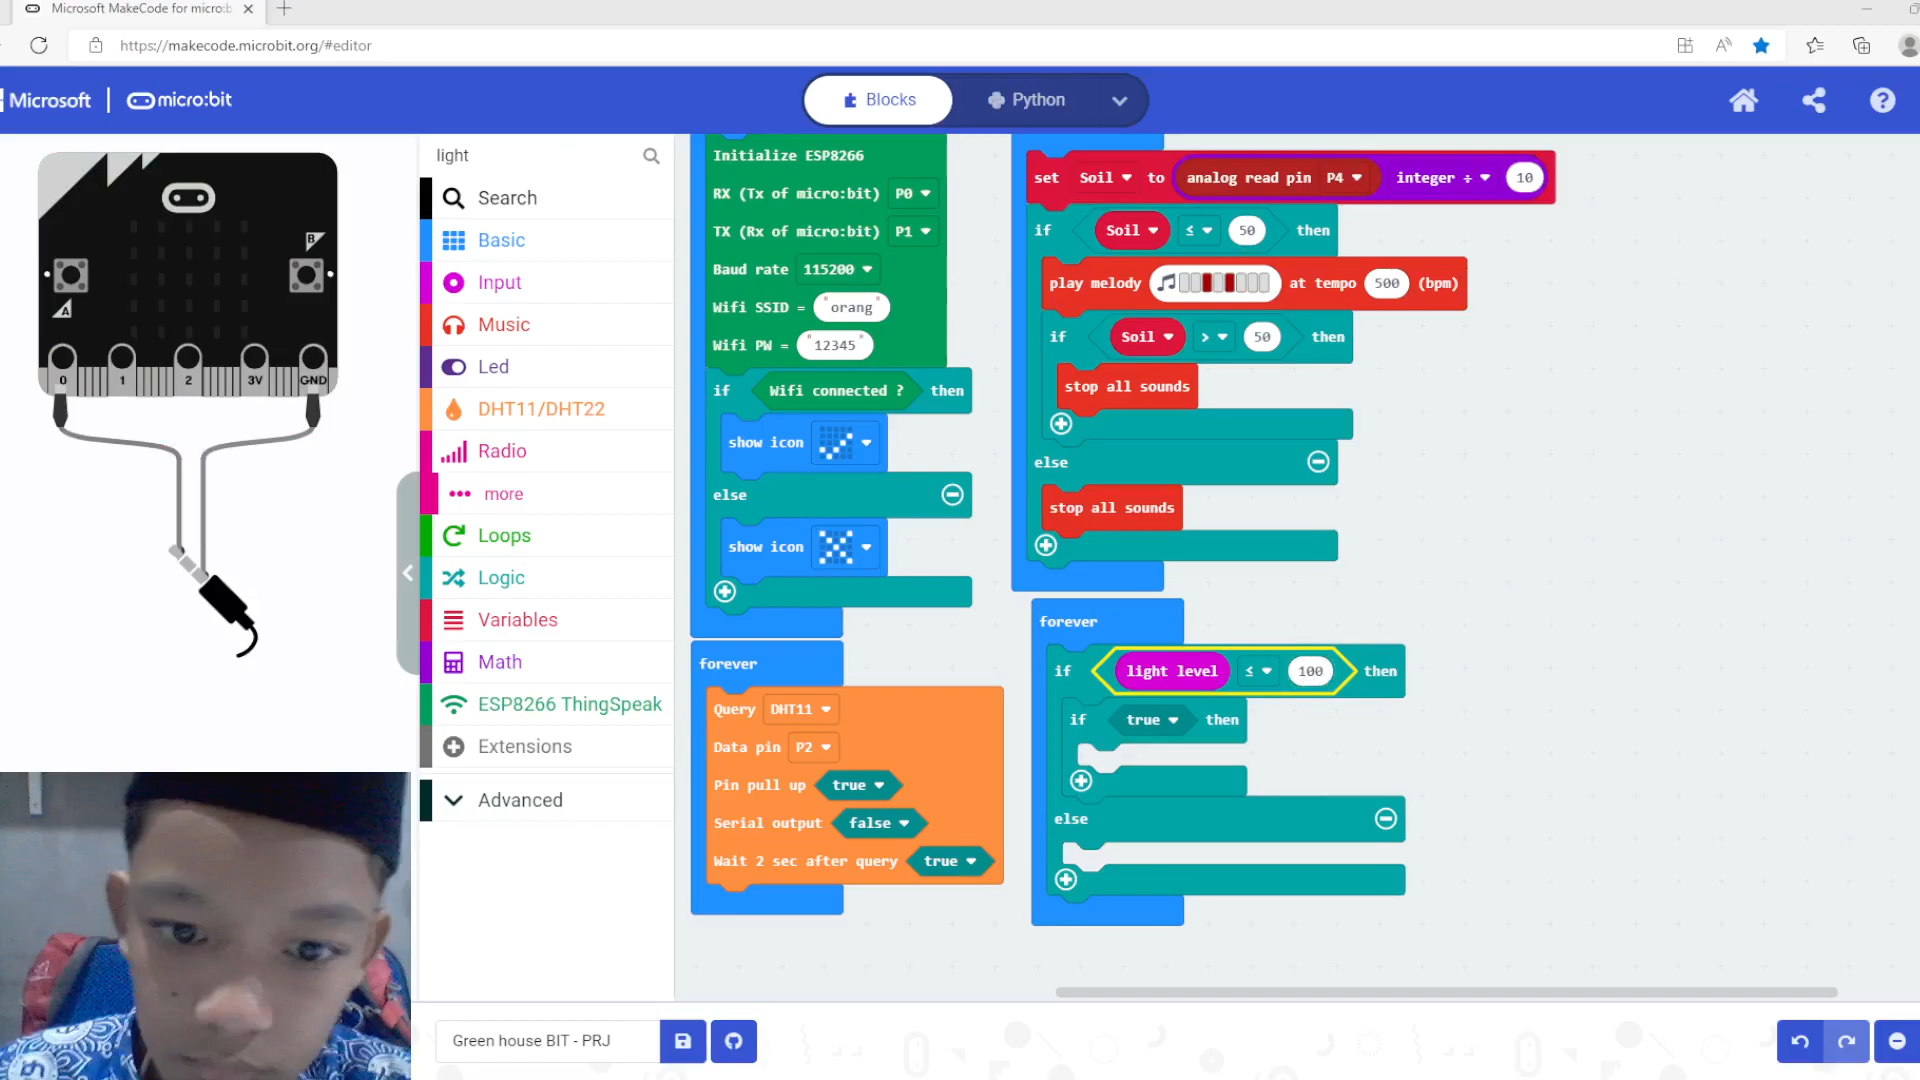 Microsoft MakeCode for micro:b
https://makecode.microbit.org/#editor
Microsoft
micro:bit
Blocks
Python
A
B
0
1
2
3V
GND
light
Search
Basic
Input
Music
Led
DHT11/DHT22
Radio
more
Loops
Logic
Variables
Math
ESP8266 ThingSpeak
Extensions
Advanced
Initialize ESP8266
RX (Tx of micro:bit) P0
TX (Rx of micro:bit) P1
Baud rate 115200
Wifi SSID = "orang"
Wifi PW = "12345"
if Wifi connected ? then
show icon
else
show icon
forever
Query DHT11
Data pin P2
Pin pull up true
Serial output false
Wait 2 sec after query true
set Soil to analog read pin P4 integer ÷ 10
if Soil ≤ 50 then
play melody at tempo 500 (bpm)
if Soil > 50 then
stop all sounds
else
stop all sounds
forever
if light level ≤ 100 then
if true then
else
Green house BIT - PRJ